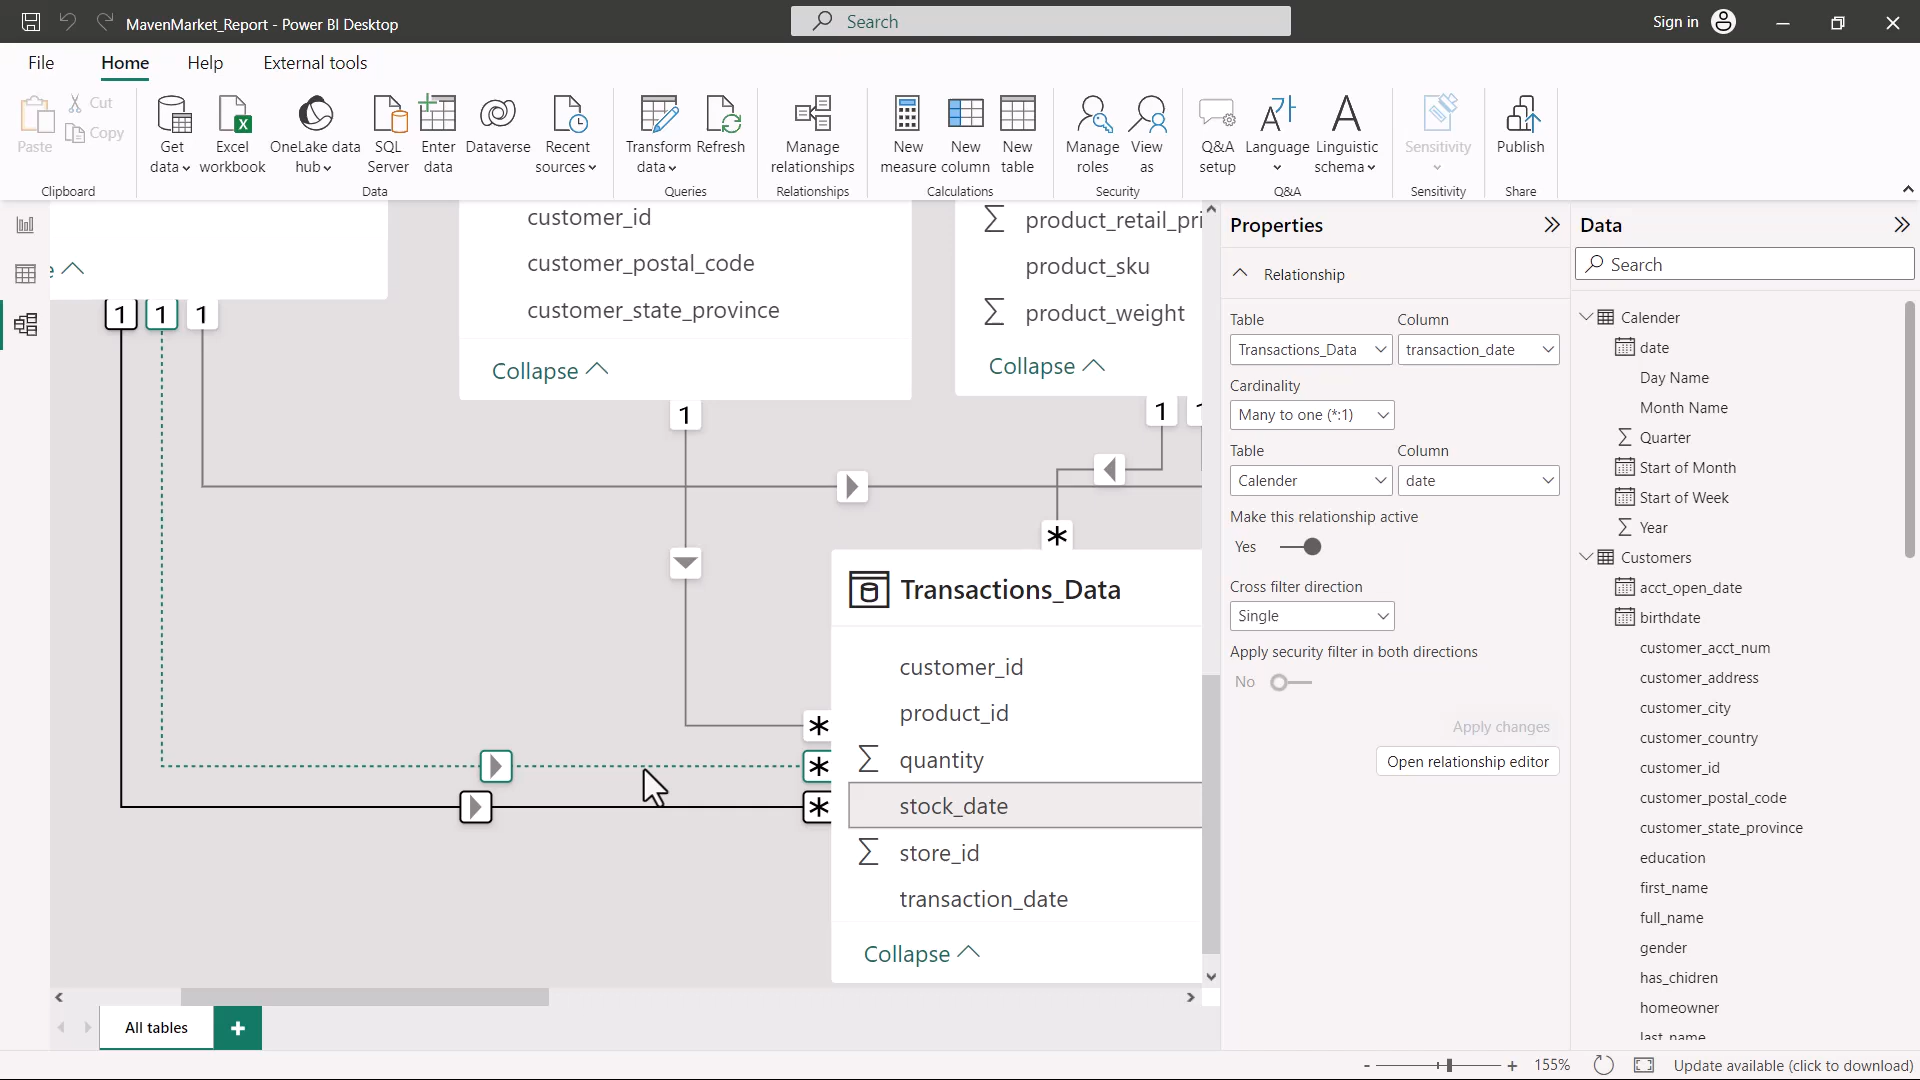 MavenMarket_Report - Power BI Desktop
Search
Sign in
File Home Help External tools
Paste
Cut
Copy
Clipboard
Get data
Excel workbook
OneLake data hub
SQL Server
Enter data
Dataverse
Recent sources
Data
Transform data
Refresh
Queries
Manage relationships
Relationships
New measure
New column
New table
Calculations
Manage roles
View as
Security
Q&A setup
Language
Linguistic schema
Q&A
Sensitivity
Sensitivity
Publish
Share
e
1 1 1
customer_id
customer_postal_code
customer_state_province
Collapse
1
Σ product_retail_pri
product_sku
Σ product_weight
Collapse
1
*
Transactions_Data
customer_id
product_id
Σ quantity
stock_date
Σ store_id
transaction_date
Collapse
*
*
*
Properties
Relationship
Table Column
Transactions_Data transaction_date
Cardinality
Many to one (*:1)
Table Column
Calender date
Make this relationship active
Yes
Cross filter direction
Single
Apply security filter in both directions
No
Apply changes
Open relationship editor
Data
Search
Calender
date
Day Name
Month Name
Σ Quarter
Start of Month
Start of Week
Σ Year
Customers
acct_open_date
birthdate
customer_acct_num
customer_address
customer_city
customer_country
customer_id
customer_postal_code
customer_state_province
education
first_name
full_name
gender
has_chidren
homeowner
last_name
All tables
+
- + 155%
Update available (click to download)